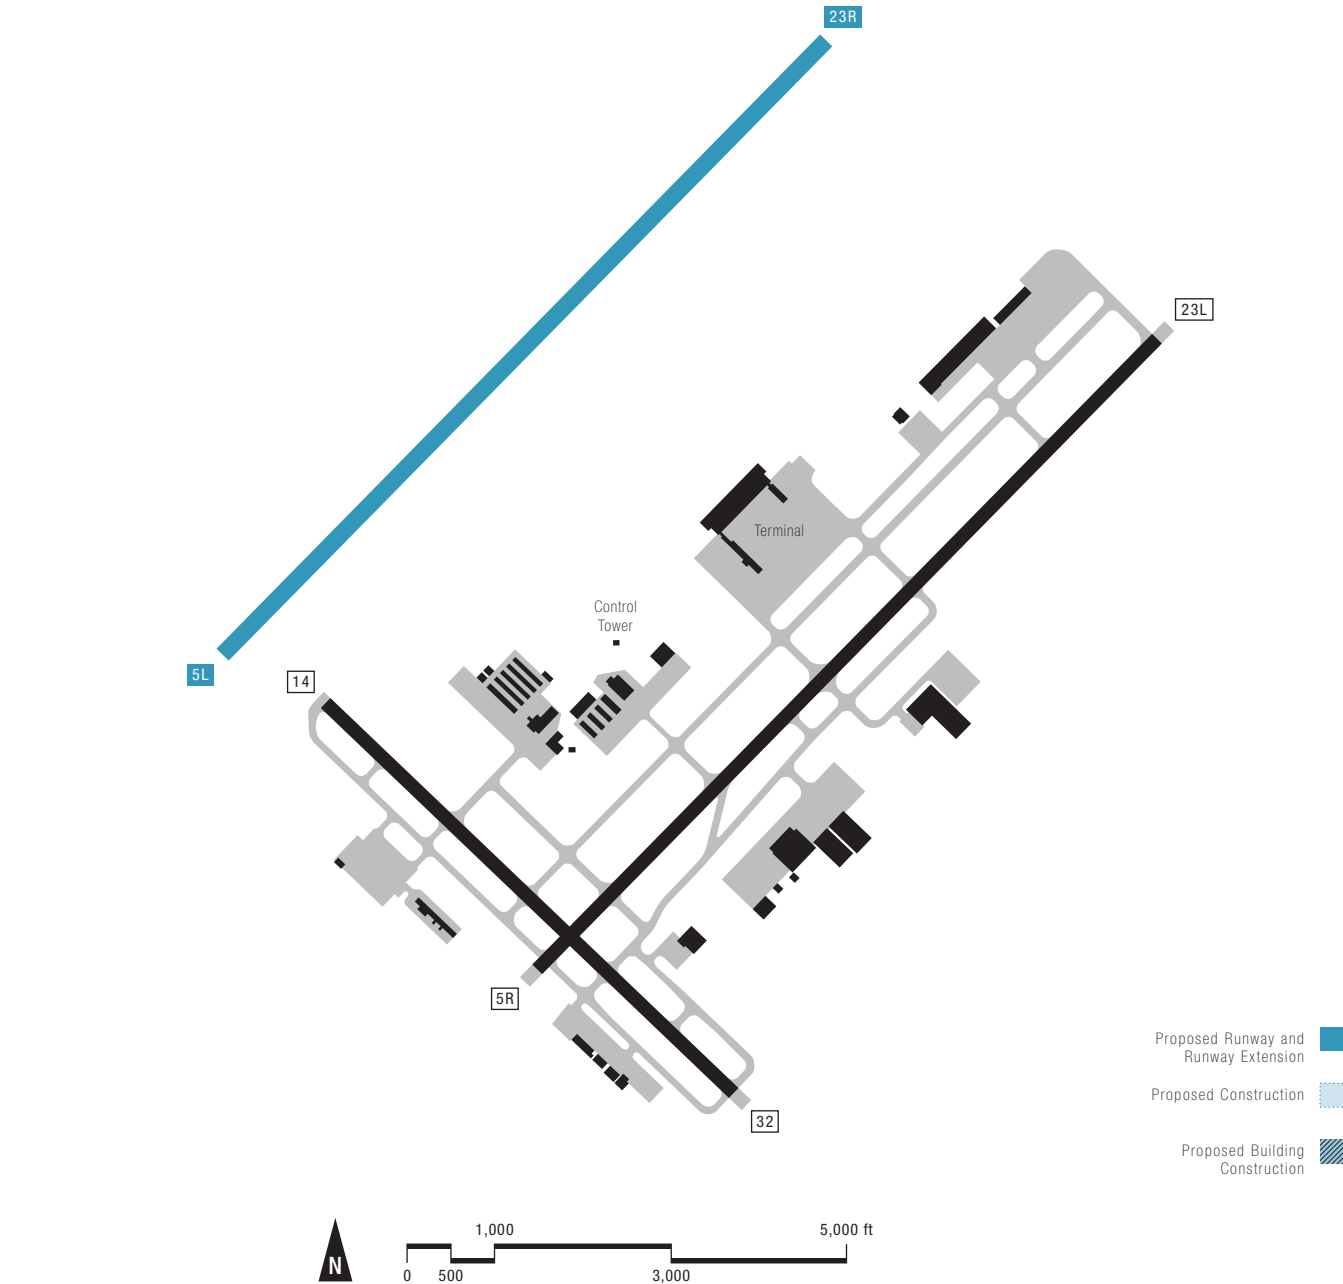 23R
23L
Terminal
Control
Tower
5L
14
5R
Proposed Runway and
Runway Extension
Proposed Construction
32
Proposed Building
Construction
1,000
5,000 ft
N
0
500
3,000